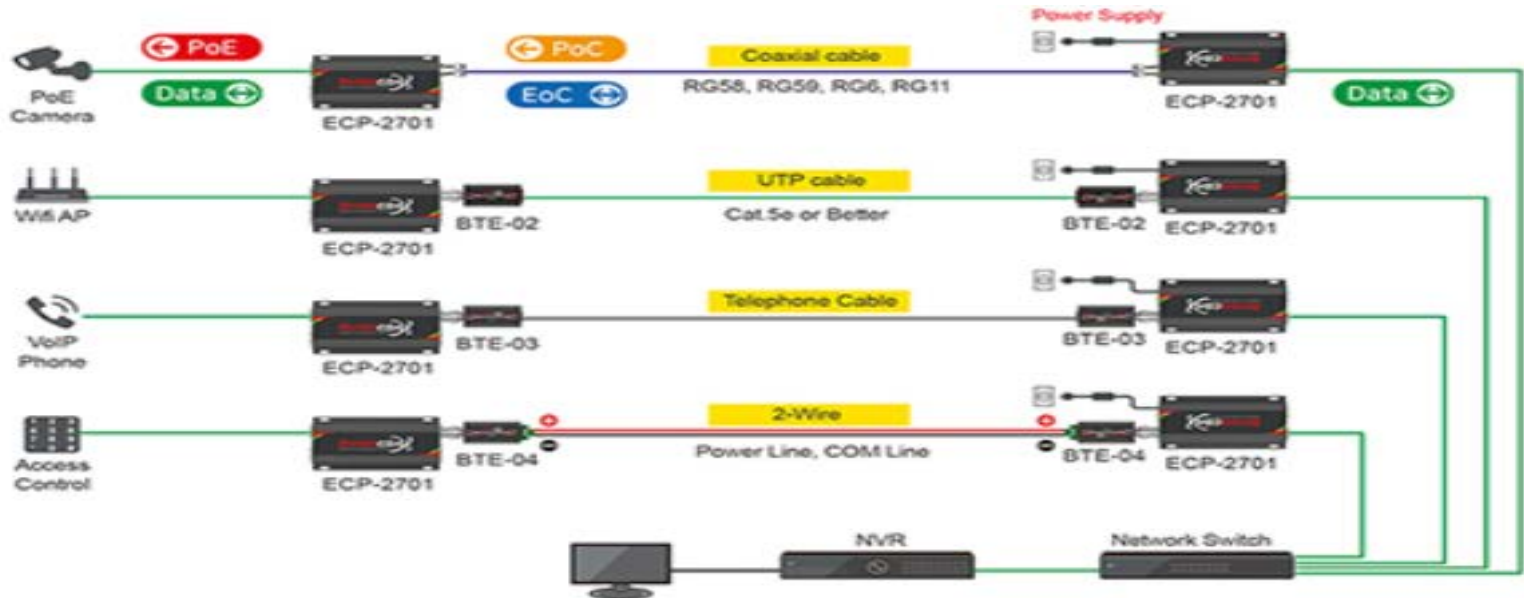 Power Supply
PoE
PoC
Coaxial cable
Data
EoC
RG58, RG59, RG6, RG11
Data
PoE
Camera
ECP-2701
ECP-2701
UTP cable
Wifi AP
BTE-02
Cat.5e or Better
BTE-02
ECP-2701
ECP-2701
Telephone Cable
VoIP
Phone
BTE-03
BTE-03
ECP-2701
ECP-2701
2-Wire
Access
Control
BTE-04
Power Line, COM Line
BTE-04
ECP-2701
ECP-2701
NVR
Network Switch